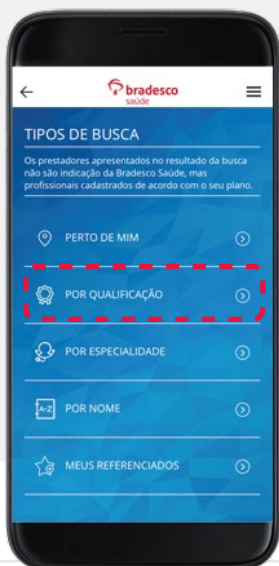 bradesco
saúde
TIPOS DE BUSCA
Os prestadores apresentados no resultado da busca
não são indicação da Bradesco Saúde, mas
profissionais cadastrados de acordo com o seu plano.
PERTO DE MIM
POR QUALIFICAÇÃO
POR ESPECIALIDADE
A-Z POR NOME
MEUS REFERENCIADOS